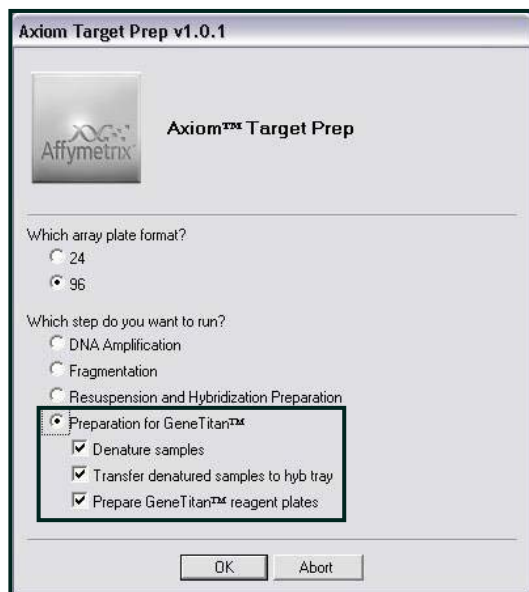 Axiom Target Prep v1.0.1
Affymetrix
Axiom™ Target Prep
Which array plate format?
24
96
Which step do you want to run?
DNA Amplification
Fragmentation
Resuspension and Hybridization Preparation
Preparation for GeneTitan™
Denature samples
Transfer denatured samples to hyb tray
Prepare GeneTitan™ reagent plates
OK
Abort